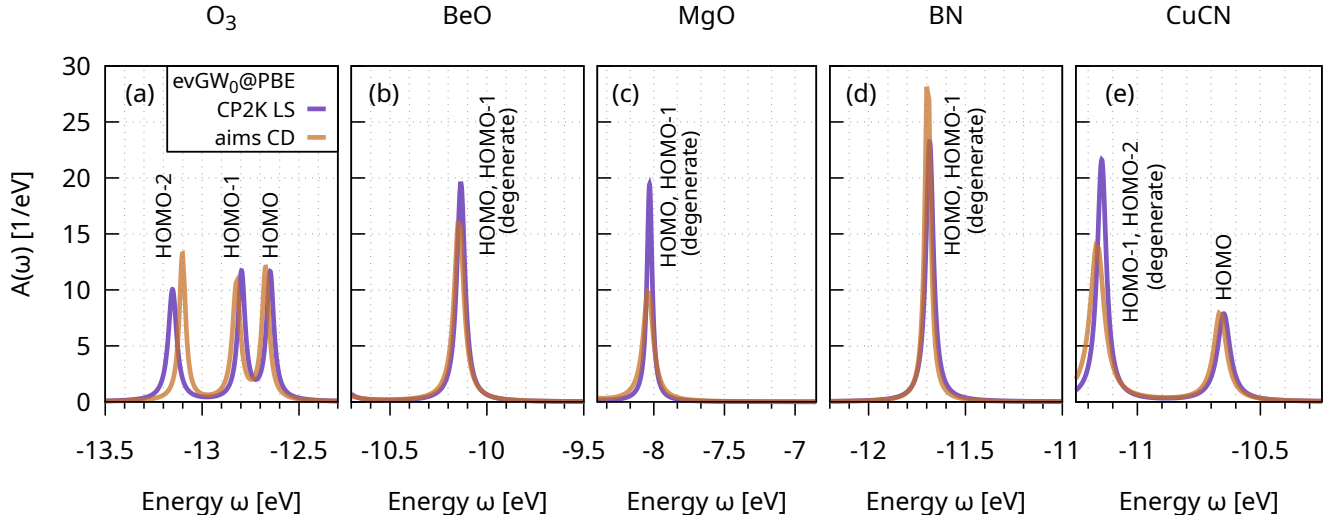 O₃ BeO MgO BN CuCN
A(ω) [1/eV]
30
25
20
15
10
5
0
(a)
evGW₀@PBE
CP2K LS
aims CD
HOMO-2
HOMO-1
HOMO
-13.5 -13 -12.5
Energy ω [eV]
(b)
HOMO, HOMO-1
(degenerate)
-10.5 -10 -9.5
Energy ω [eV]
(c)
HOMO, HOMO-1
(degenerate)
-8 -7.5 -7
Energy ω [eV]
(d)
HOMO, HOMO-1
(degenerate)
-12 -11.5 -11
Energy ω [eV]
(e)
HOMO-1, HOMO-2
(degenerate)
HOMO
-11 -10.5
Energy ω [eV]